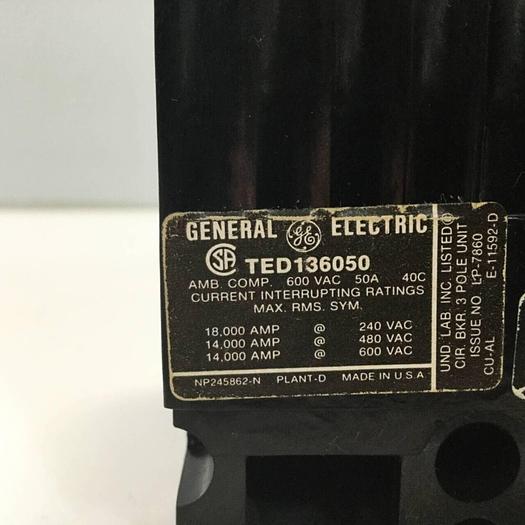 GENERAL GE ELECTRIC
SA TED136050
AMB. COMP. 600 VAC 50A 40C
CURRENT INTERRUPTING RATINGS
MAX. RMS. SYM.
18,000 AMP @ 240 VAC
14,000 AMP @ 480 VAC
14,000 AMP @ 600 VAC
NP245862-N PLANT-D MADE IN U.S.A
UND. LAB. INC. LISTED
CIR. BKR. 3 POLE UNIT
ISSUE NO. LP-7860
CU-AL E-11592-D